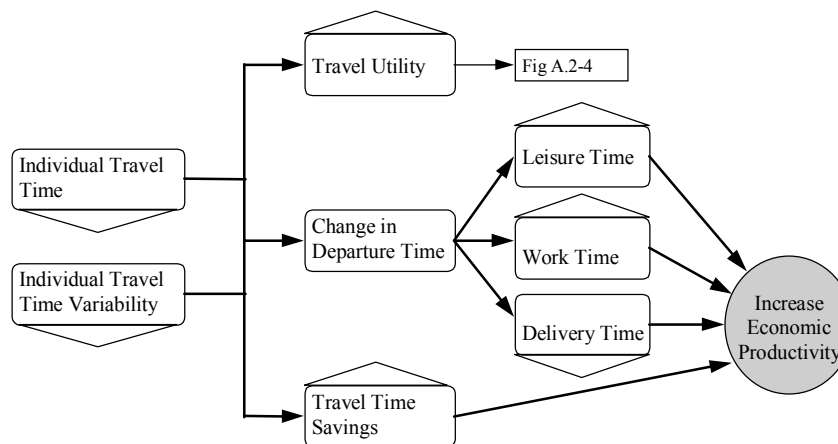 Travel Utility
Fig A.2-4
Individual Travel
Time
Leisure Time
Change in
Departure Time
Work Time
Individual Travel
Time Variability
Delivery Time
Increase
Economic
Productivity
Travel Time
Savings